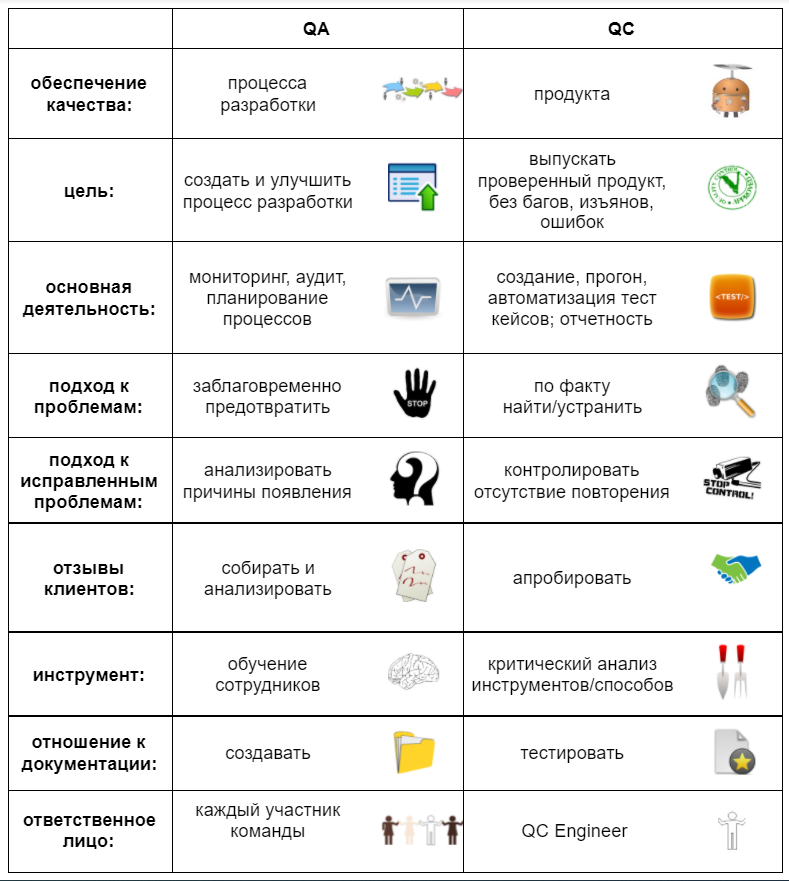 QA
QC
обеспечение
качества:
процесса
разработки
продукта
цель:
создать и улучшить
процесс разработки
выпускать
проверенный продукт,
без багов, изъянов,
ошибок
основная
деятельность:
мониторинг, аудит,
планирование
процессов
создание, прогон,
автоматизация тест
кейсов; отчетность
<TEST/>
подход к
проблемам:
заблаговременно
предотвратить
STOP
по факту
найти/устранить
подход к
исправленным
проблемам:
анализировать
причины появления
контролировать
отсутствие повторения
STOP
CONTROL!
отзывы
клиентов:
собирать и
анализировать
апробировать
инструмент:
обучение
сотрудников
критический анализ
инструментов/способов
отношение к
документации:
создавать
тестировать
ответственное
лицо:
каждый участник
команды
QC Engineer